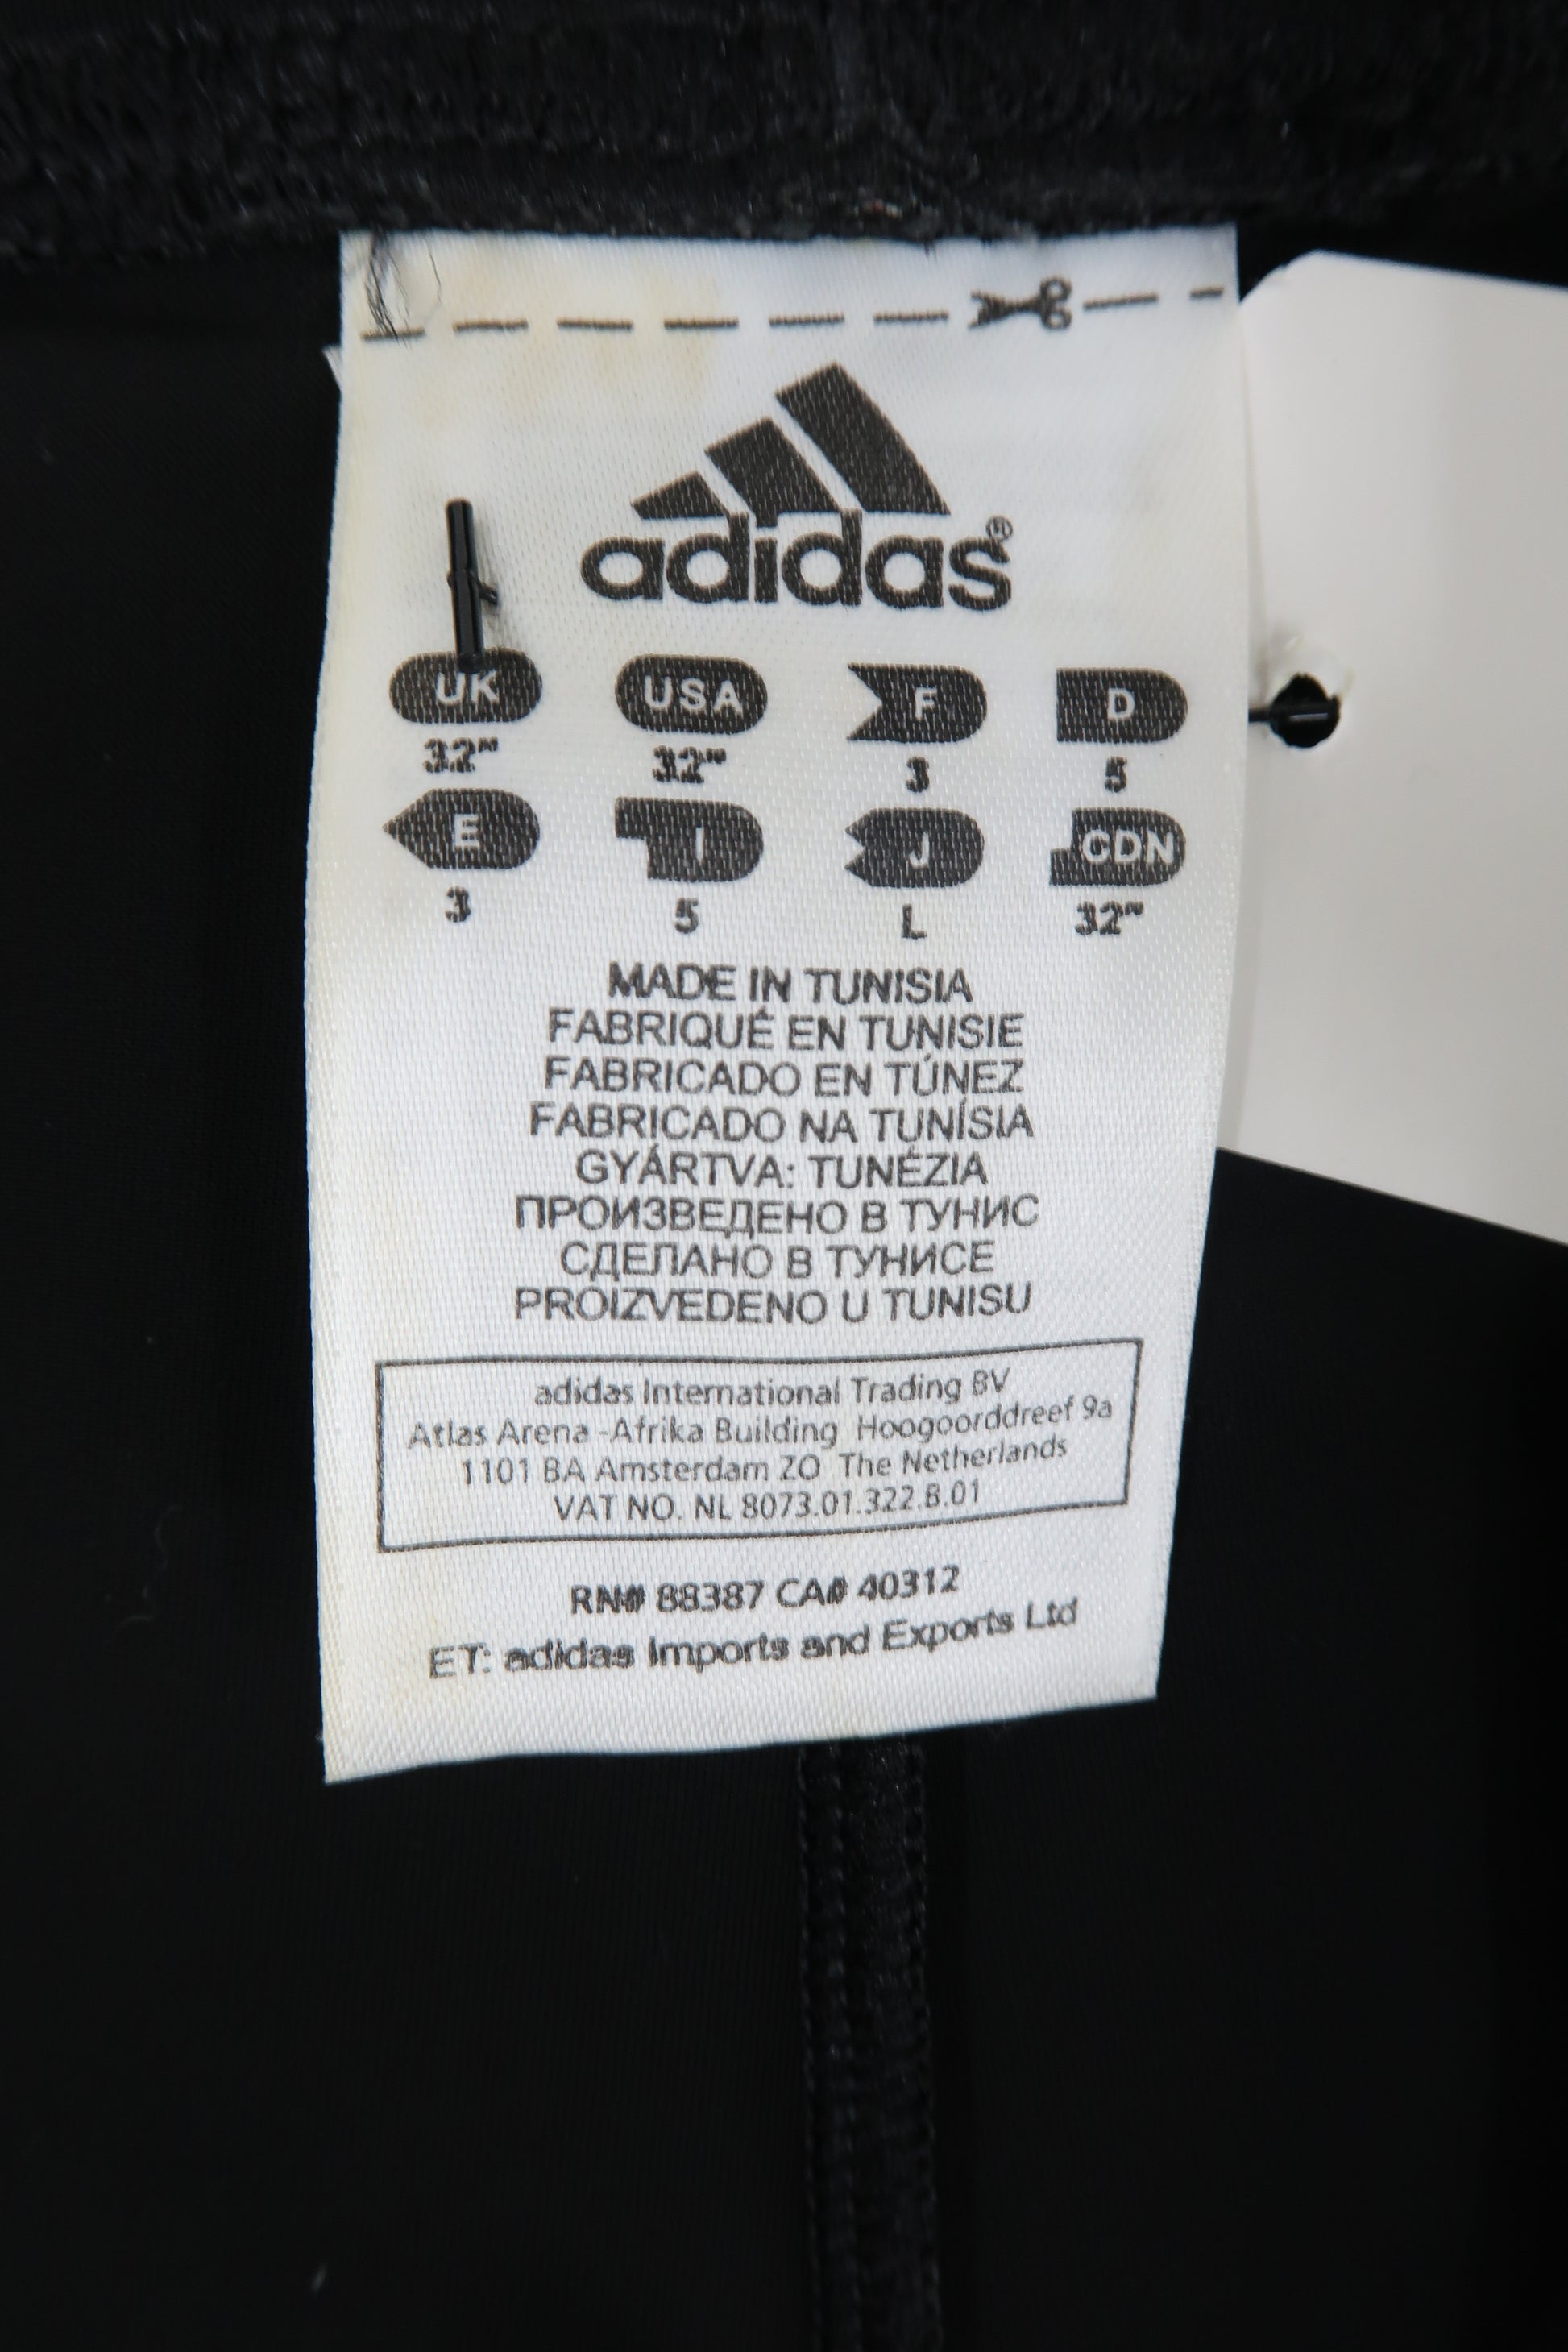 adidas®
UK USA F D
32" 32" 3 5
E I J CDN
3 5 L 32"
MADE IN TUNISIA
FABRIQUÉ EN TUNISIE
FABRICADO EN TÚNEZ
FABRICADO NA TUNÍSIA
GYÁRTVA: TUNÉZIA
ПРОИЗВЕДЕНО В ТУНИС
СДЕЛАНО В ТУНИСЕ
PROIZVEDENO U TUNISU
adidas International Trading BV
Atlas Arena -Afrika Building Hoogoorddreef 9a
1101 BA Amsterdam ZO The Netherlands
VAT NO. NL 8073.01.322.B.01
RN# 88387 CA# 40312
ET: adidas Imports and Exports Ltd